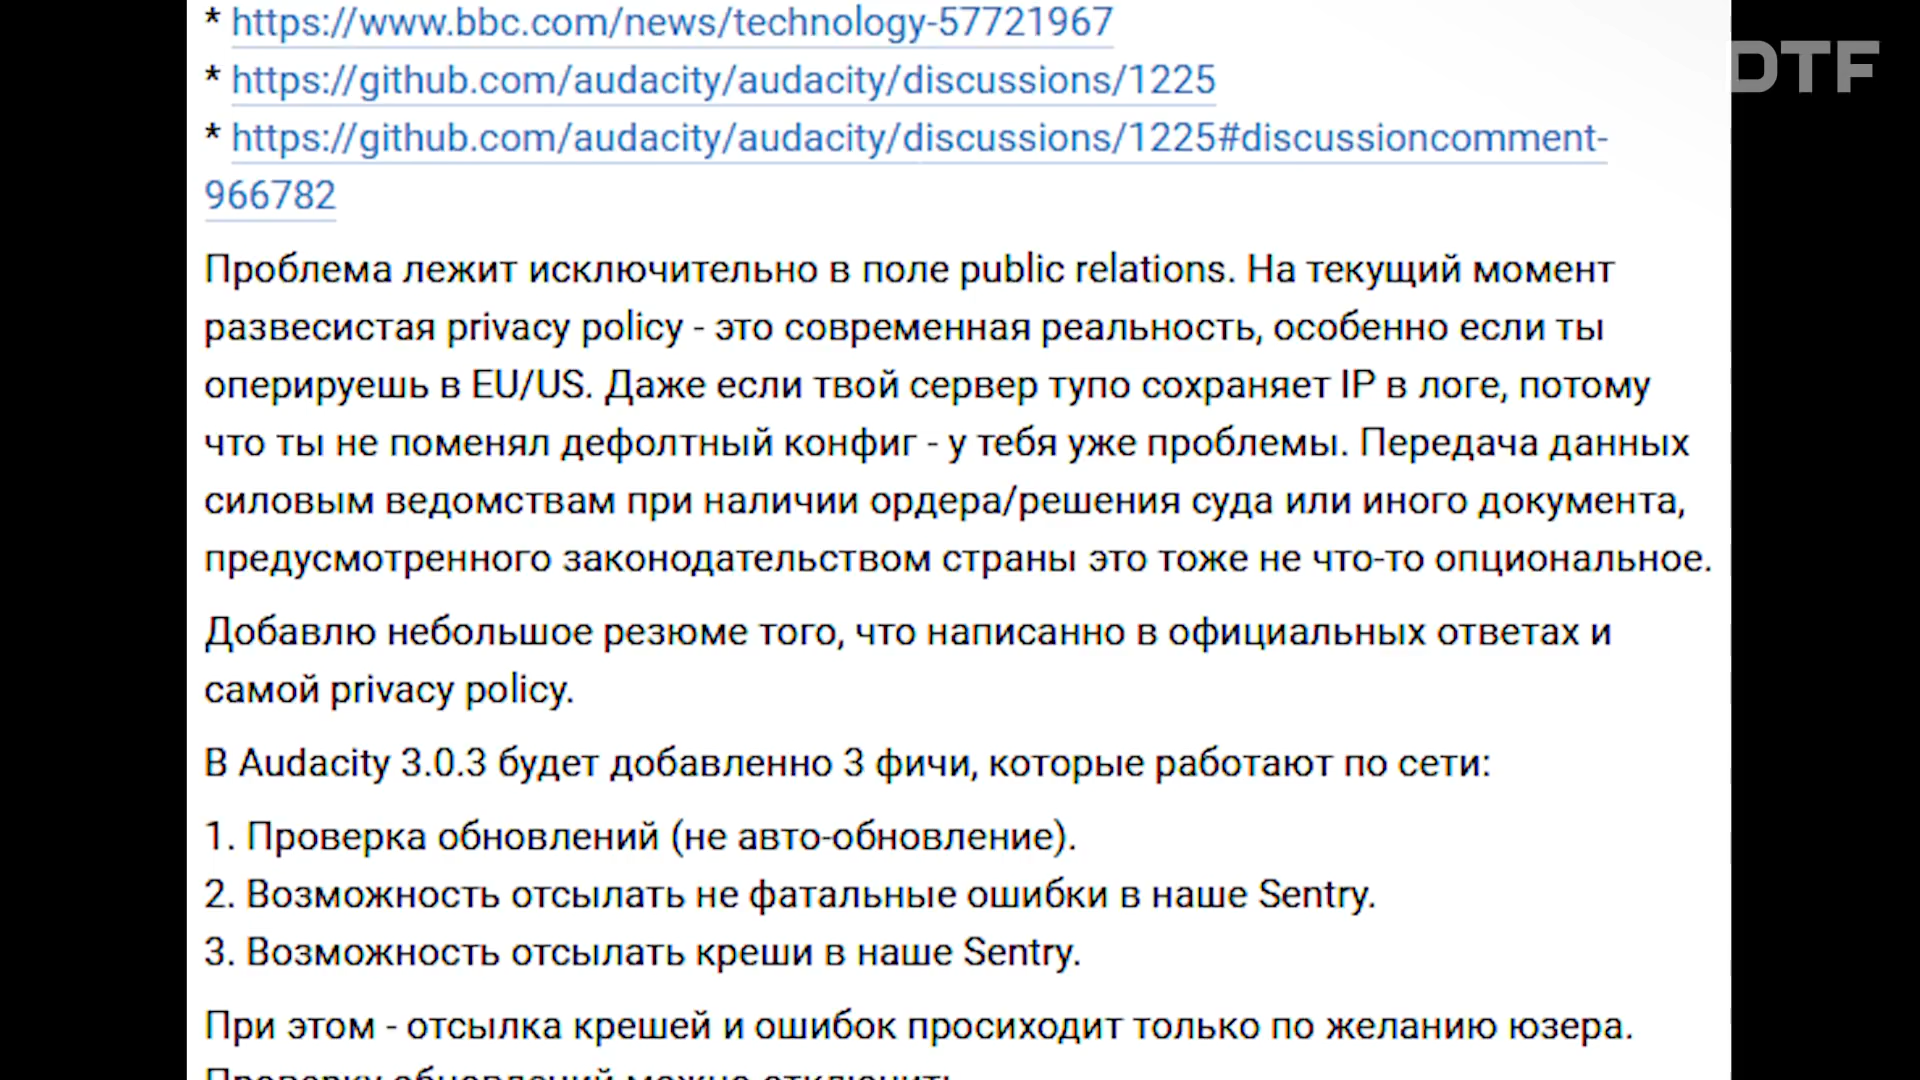 * https://www.bbc.com/news/technology-57721967
DTF
* https://github.com/audacity/audacity/discussions/1225
* https://github.com/audacity/audacity/discussions/1225#discussioncomment-
966782
Проблема лежит исключительно в поле public relations. На текущий момент
развесистая privacy policy - это современная реальность, особенно если ты
оперируешь в EU/US. Даже если твой сервер тупо сохраняет IP в логе, потому
что ты не поменял дефолтный конфиг - у тебя уже проблемы. Передача данных
силовым ведомствам при наличии ордера/решения суда или иного документа,
предусмотренного законодательством страны это тоже не что-то опциональное.
Добавлю небольшое резюме того, что написанно в официальных ответах и
самой privacy policy.
В Audacity 3.0.3 будет добавленно 3 фичи, которые работают по сети:
1. Проверка обновлений (не авто-обновление).
2. Возможность отсылать не фатальные ошибки в наше Sentry.
3. Возможность отсылать креши в наше Sentry.
При этом - отсылка крешей и ошибок просиходит только по желанию юзера.
Проверку обновлений можно отключить